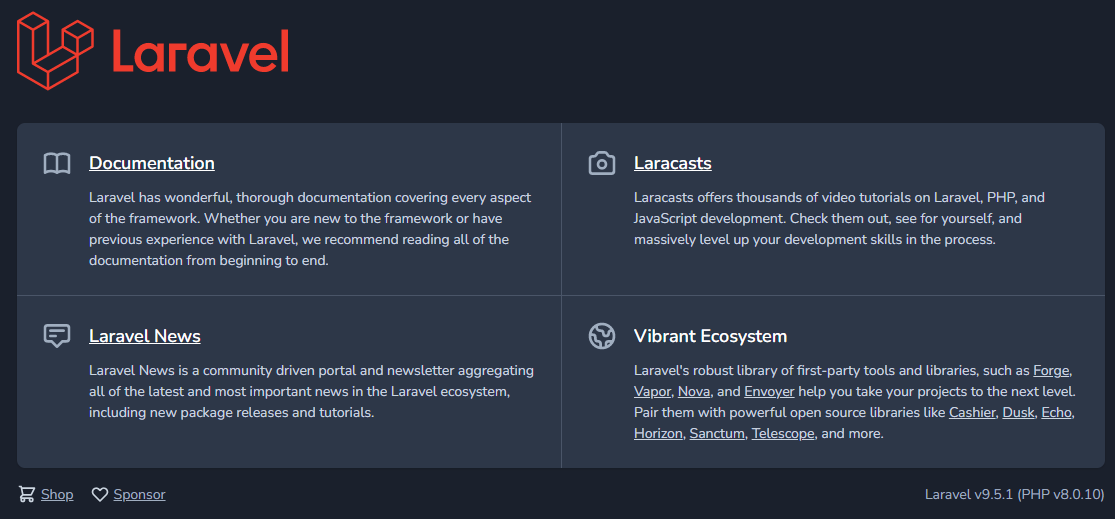 Laravel
Documentation
Laravel has wonderful, thorough documentation covering every aspect
of the framework. Whether you are new to the framework or have
previous experience with Laravel, we recommend reading all of the
documentation from beginning to end.
Laracasts
Laracasts offers thousands of video tutorials on Laravel, PHP, and
JavaScript development. Check them out, see for yourself, and
massively level up your development skills in the process.
Laravel News
Laravel News is a community driven portal and newsletter aggregating
all of the latest and most important news in the Laravel ecosystem,
including new package releases and tutorials.
Vibrant Ecosystem
Laravel's robust library of first-party tools and libraries, such as Forge,
Vapor, Nova, and Envoyer help you take your projects to the next level.
Pair them with powerful open source libraries like Cashier, Dusk, Echo,
Horizon, Sanctum, Telescope, and more.
Shop Sponsor Laravel v9.5.1 (PHP v8.0.10)